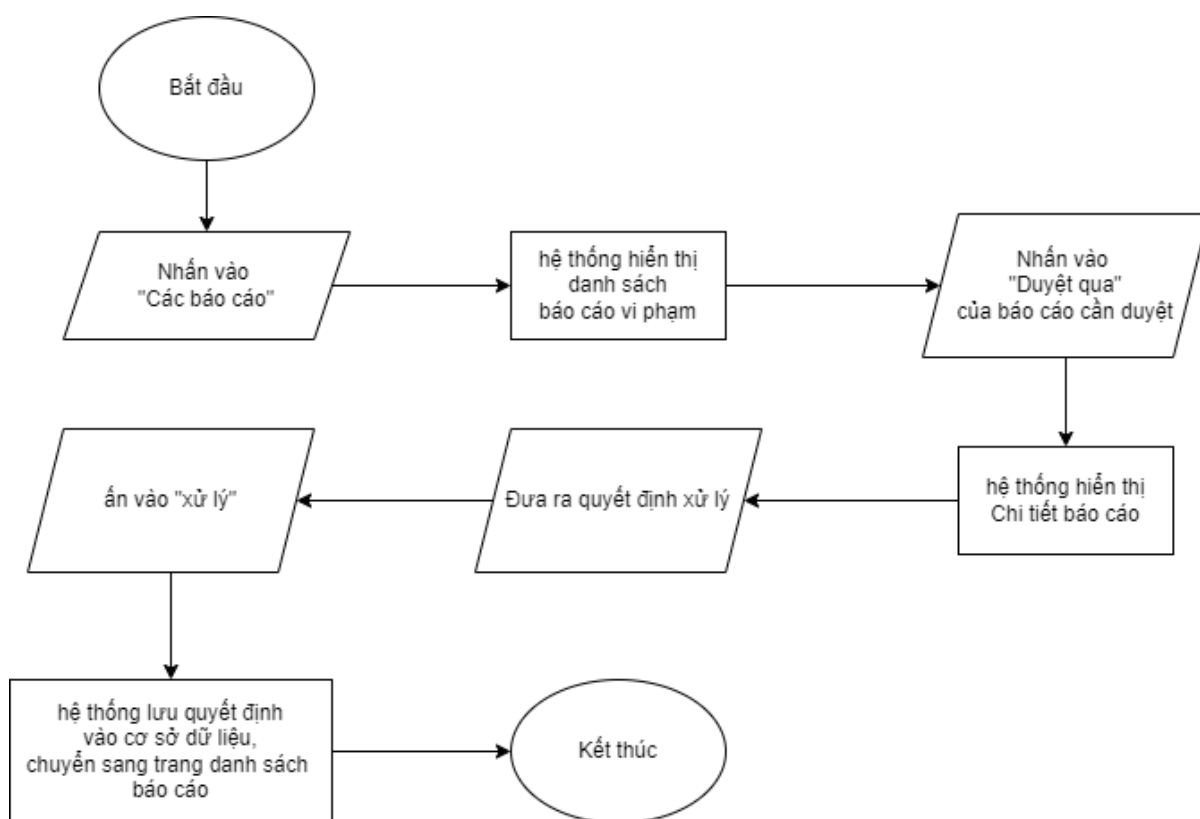 Bắt đầu
Nhấn vào
"Các báo cáo"
hệ thống hiển thị
danh sách
báo cáo vi phạm
Nhấn vào
"Duyệt qua"
của báo cáo cần duyệt
hệ thống hiển thị
Chi tiết báo cáo
Đưa ra quyết định xử lý
ấn vào "xử lý"
hệ thống lưu quyết định
vào cơ sở dữ liệu,
chuyển sang trang danh sách
báo cáo
Kết thúc